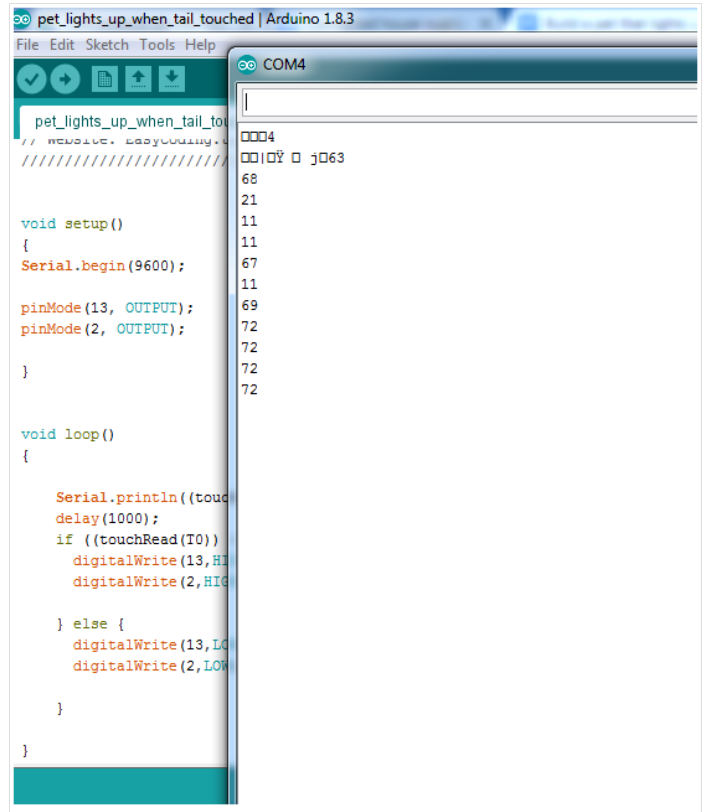 pet_lights_up_when_tail_touched | Arduino 1.8.3
File Edit Sketch Tools Help
pet_lights_up_when_tail_tou
// Website: Easycoding.
///////////////////////////
void setup()
{
Serial.begin(9600);
pinMode(13, OUTPUT);
pinMode(2, OUTPUT);
}
void loop()
{
Serial.println((touc
delay(1000);
if ((touchRead(T0))
digitalWrite(13,HI
digitalWrite(2,HIG
} else {
digitalWrite(13,LO
digitalWrite(2,LOW
}
}
COM4
□□□4
□□|□Ÿ □ j□63
68
21
11
11
67
11
69
72
72
72
72